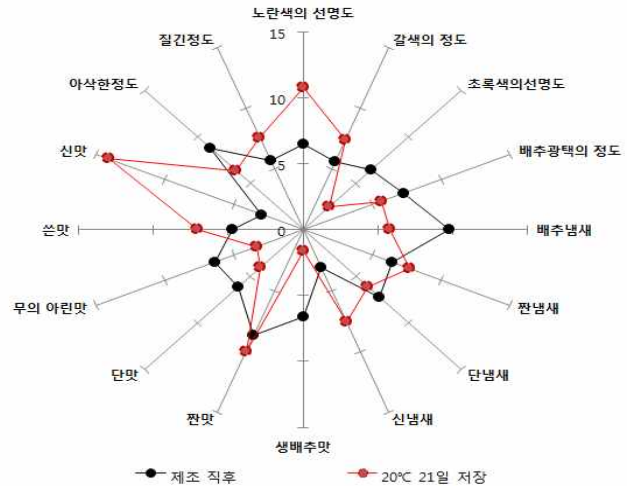 노란색의 선명도
15
질긴정도
갈색의 정도
아삭한정도
초록색의선명도
10
신맛
배추광택의 정도
5
쓴맛
0
배추냄새
무의 아린맛
짠냄새
단맛
단냄새
짠맛
신냄새
생배추맛
제조 직후
20℃ 21일 저장